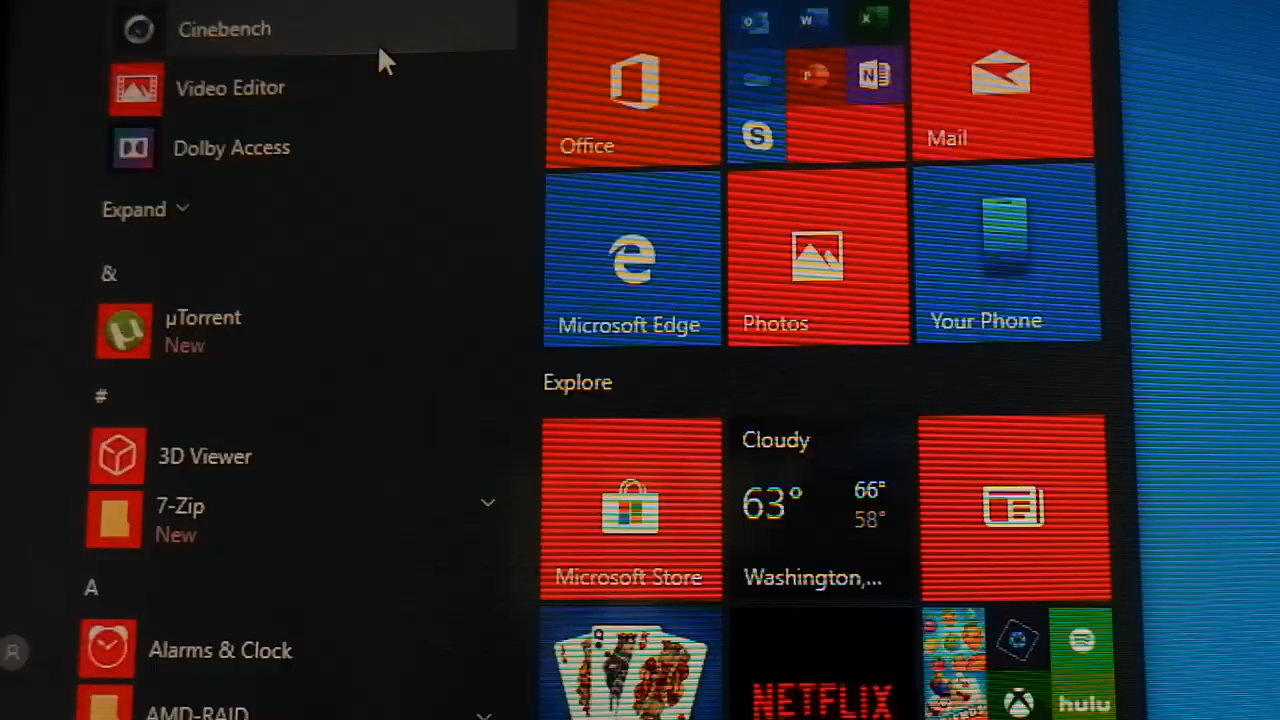 Cinebench
Video Editor
Dolby Access
Expand
&
µTorrent
New
#
3D Viewer
7-Zip
New
A
Alarms & Clock
AMD-RAID
Office
Mail
Microsoft Edge
Photos
Your Phone
Explore
Microsoft Store
Cloudy
63°
66°
58°
Washington,...
NETFLIX
hulu